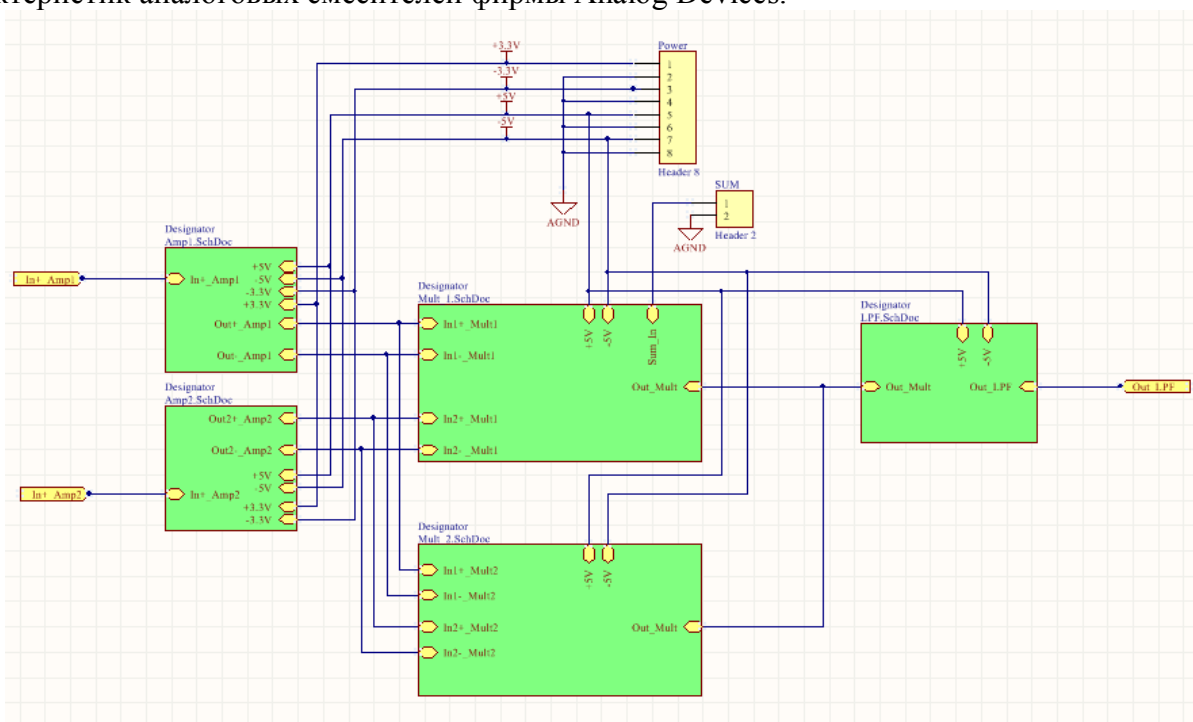 ктеристик аналоговых смесителей фирмы Analog Devices.
+3.3V
-3.3V
+5V
-5V
Power
1
2
3
4
5
6
7
8
Header 8
AGND
SUM
1
2
Header 2
AGND
Designator
Amp1.SchDoc
In+_Amp1
In+_Amp1
+5V
-5V
-3.3V
+3.3V
Out+_Amp1
Out-_Amp1
Designator
Amp2.SchDoc
Out2+_Amp2
Out2-_Amp2
+5V
-5V
In+_Amp2
In+_Amp2
+3.3V
-3.3V
Designator
Mult_1.SchDoc
In1+_Mult1
In1-_Mult1
In2+_Mult1
In2-_Mult1
+5V
-5V
Sum_In
Out_Mult
Designator
LPF.SchDoc
+5V
-5V
Out_Mult
Out_LPF
Out_LPF
Designator
Mult_2.SchDoc
In1+_Mult2
In1-_Mult2
In2+_Mult2
In2-_Mult2
+5V
-5V
Out_Mult